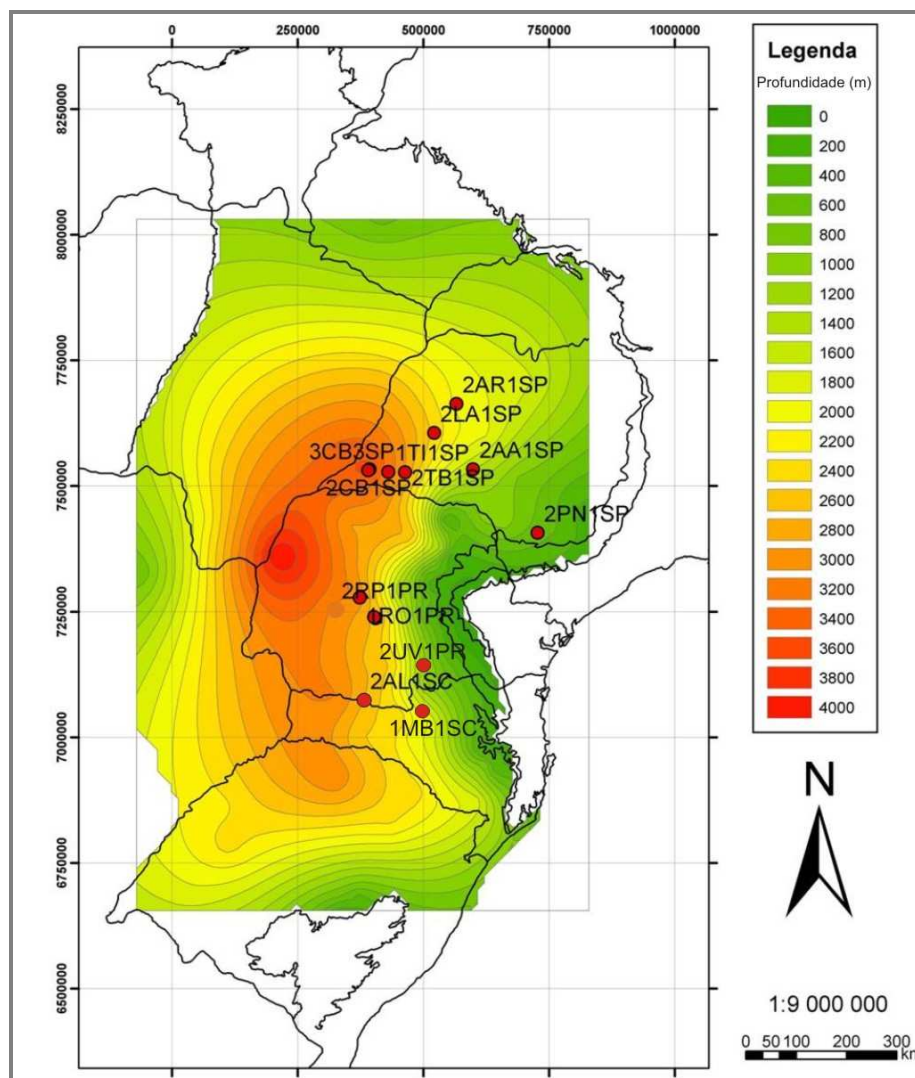 0
250000
500000
750000
1000000
8250000
8000000
7750000
7500000
7250000
7000000
6750000
6500000
2AR1SP
2LA1SP
3CB3SP
1TI1SP
2AA1SP
2CB1SP
2TB1SP
2PN1SP
2RP1PR
1RO1PR
2UV1PR
2AL1SC
1MB1SC
Legenda
Profundidade (m)
0
200
400
600
800
1000
1200
1400
1600
1800
2000
2200
2400
2600
2800
3000
3200
3400
3600
3800
4000
N
1:9 000 000
0 50 100 200 300
km